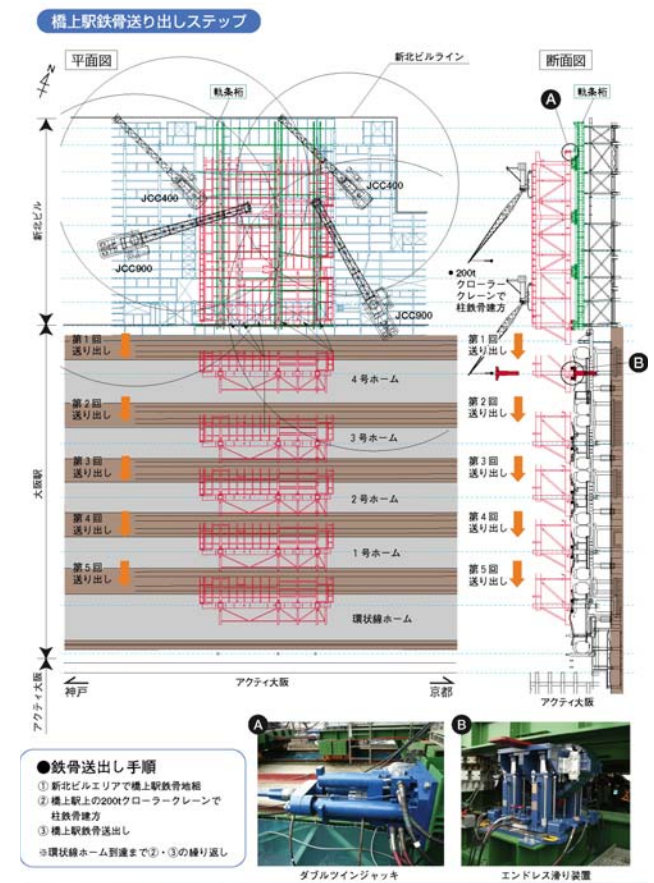 橋上駅鉄骨送り出しステップ
平面図
新北ビルライン
断面図
N
軌条桁
A
軌条桁
JCC400
JCC400
新北ビル
JCC900
JCC900
●200t
クローラー
クレーンで
柱鉄骨建方
第1回
送り出し
第1回
送り出し
B
4号ホーム
第2回
送り出し
第2回
送り出し
3号ホーム
第3回
送り出し
第3回
送り出し
大阪駅
2号ホーム
第4回
送り出し
第4回
送り出し
1号ホーム
第5回
送り出し
第5回
送り出し
環状線ホーム
アクティ大阪
神戸
アクティ大阪
京都
アクティ大阪
●鉄骨送出し手順
① 新北ビルエリアで橋上駅鉄骨地組
② 橋上駅上の200tクローラークレーンで
柱鉄骨建方
③ 橋上駅鉄骨送出し
※環状線ホーム到達まで②・③の繰り返し
A
B
ダブルツインジャッキ
エンドレス滑り装置